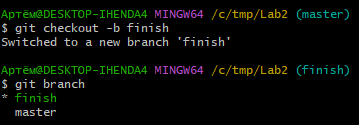 Артём@DESKTOP-IHENDA4 MINGW64 /c/tmp/Lab2 (master)
$ git checkout -b finish
Switched to a new branch 'finish'
Артём@DESKTOP-IHENDA4 MINGW64 /c/tmp/Lab2 (finish)
$ git branch
* finish
master